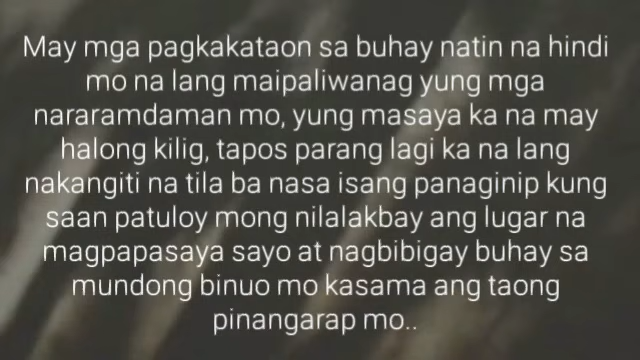 May mga pagkakataon sa buhay natin na hindi
mo na lang maipaliwanag yung mga
nararamdaman mo, yung masaya ka na may
halong kilig, tapos parang lagi ka na lang
nakangiti na tila ba nasa isang panaginip kung
saan patuloy mong nilalakbay ang lugar na
magpapasaya sayo at nagbibigay buhay sa
mundong binuo mo kasama ang taong
pinangarap mo..